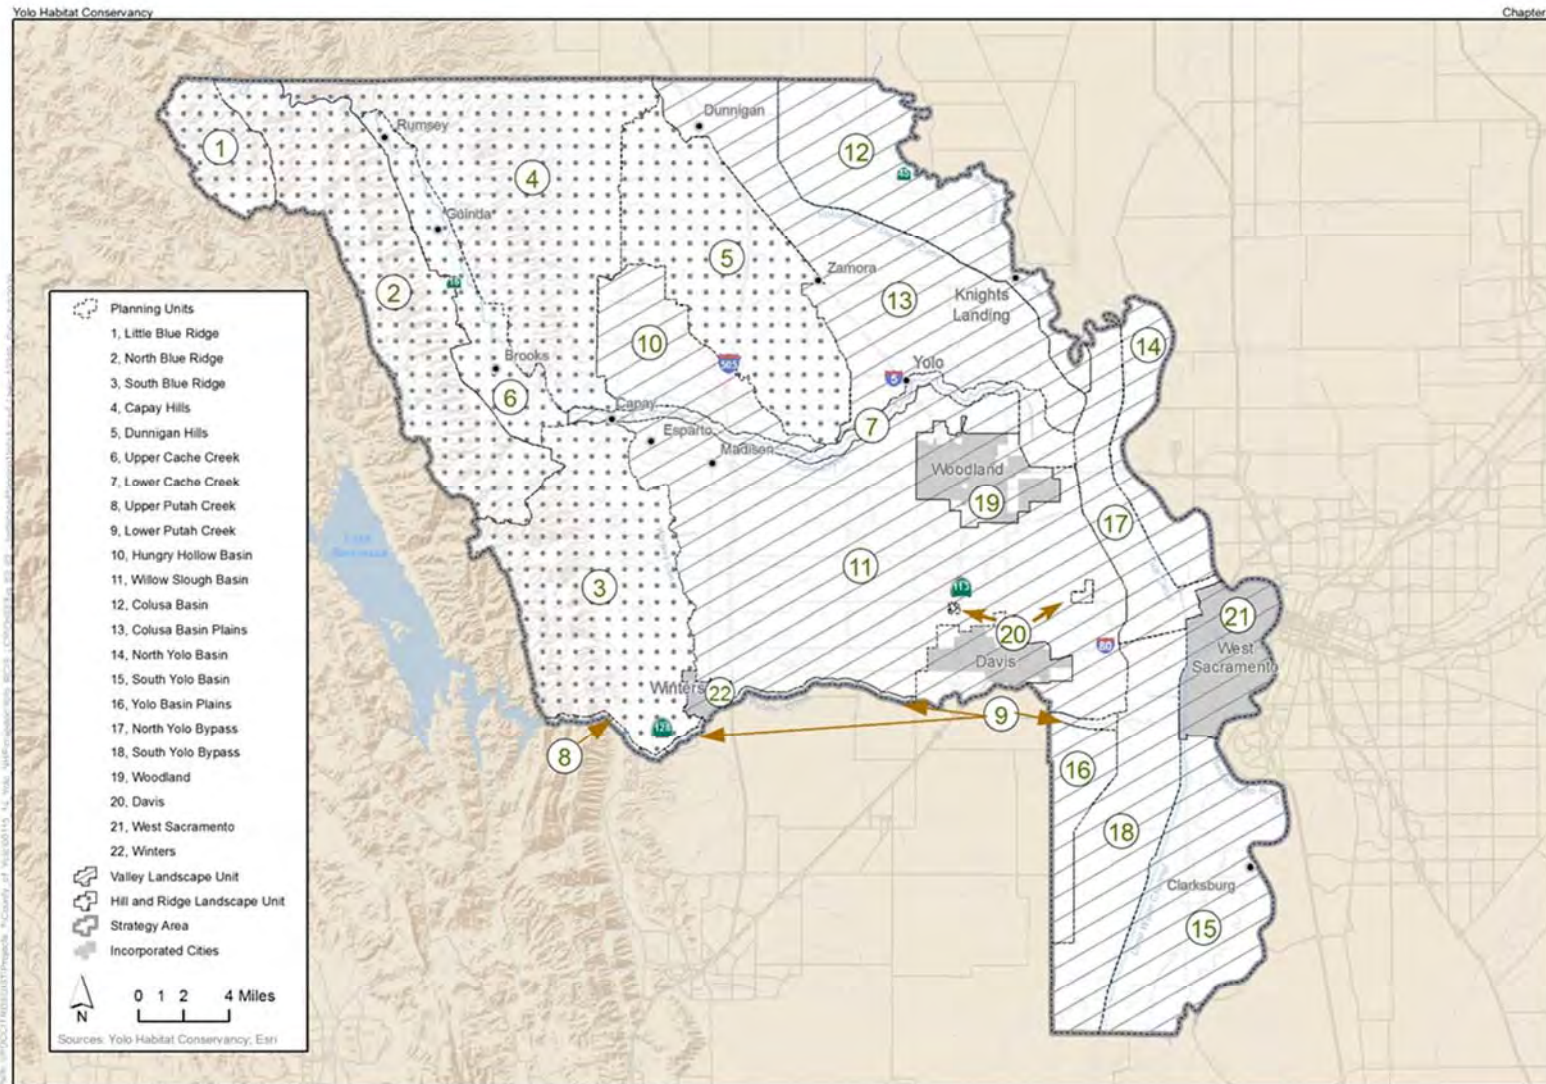 Yolo Habitat Conservancy
Chapter
Dunnigan
Rumsey
1
12
4
45
Guinda
5
Zamora
2
16
13
Knights
Landing
10
14
Brooks
505
5
Yolo
6
Capay
7
Esparto
Madison
Woodland
19
17
11
3
113
21
20
80
West
Sacramento
Davis
Winters
22
128
9
8
16
18
Clarksburg
15
Planning Units
1, Little Blue Ridge
2, North Blue Ridge
3, South Blue Ridge
4, Capay Hills
5, Dunnigan Hills
6, Upper Cache Creek
7, Lower Cache Creek
8, Upper Putah Creek
9, Lower Putah Creek
10, Hungry Hollow Basin
11, Willow Slough Basin
12, Colusa Basin
13, Colusa Basin Plains
14, North Yolo Basin
15, South Yolo Basin
16, Yolo Basin Plains
17, North Yolo Bypass
18, South Yolo Bypass
19, Woodland
20, Davis
21, West Sacramento
22, Winters
Valley Landscape Unit
Hill and Ridge Landscape Unit
Strategy Area
Incorporated Cities
N
0 1 2 4 Miles
Sources: Yolo Habitat Conservancy; Esri